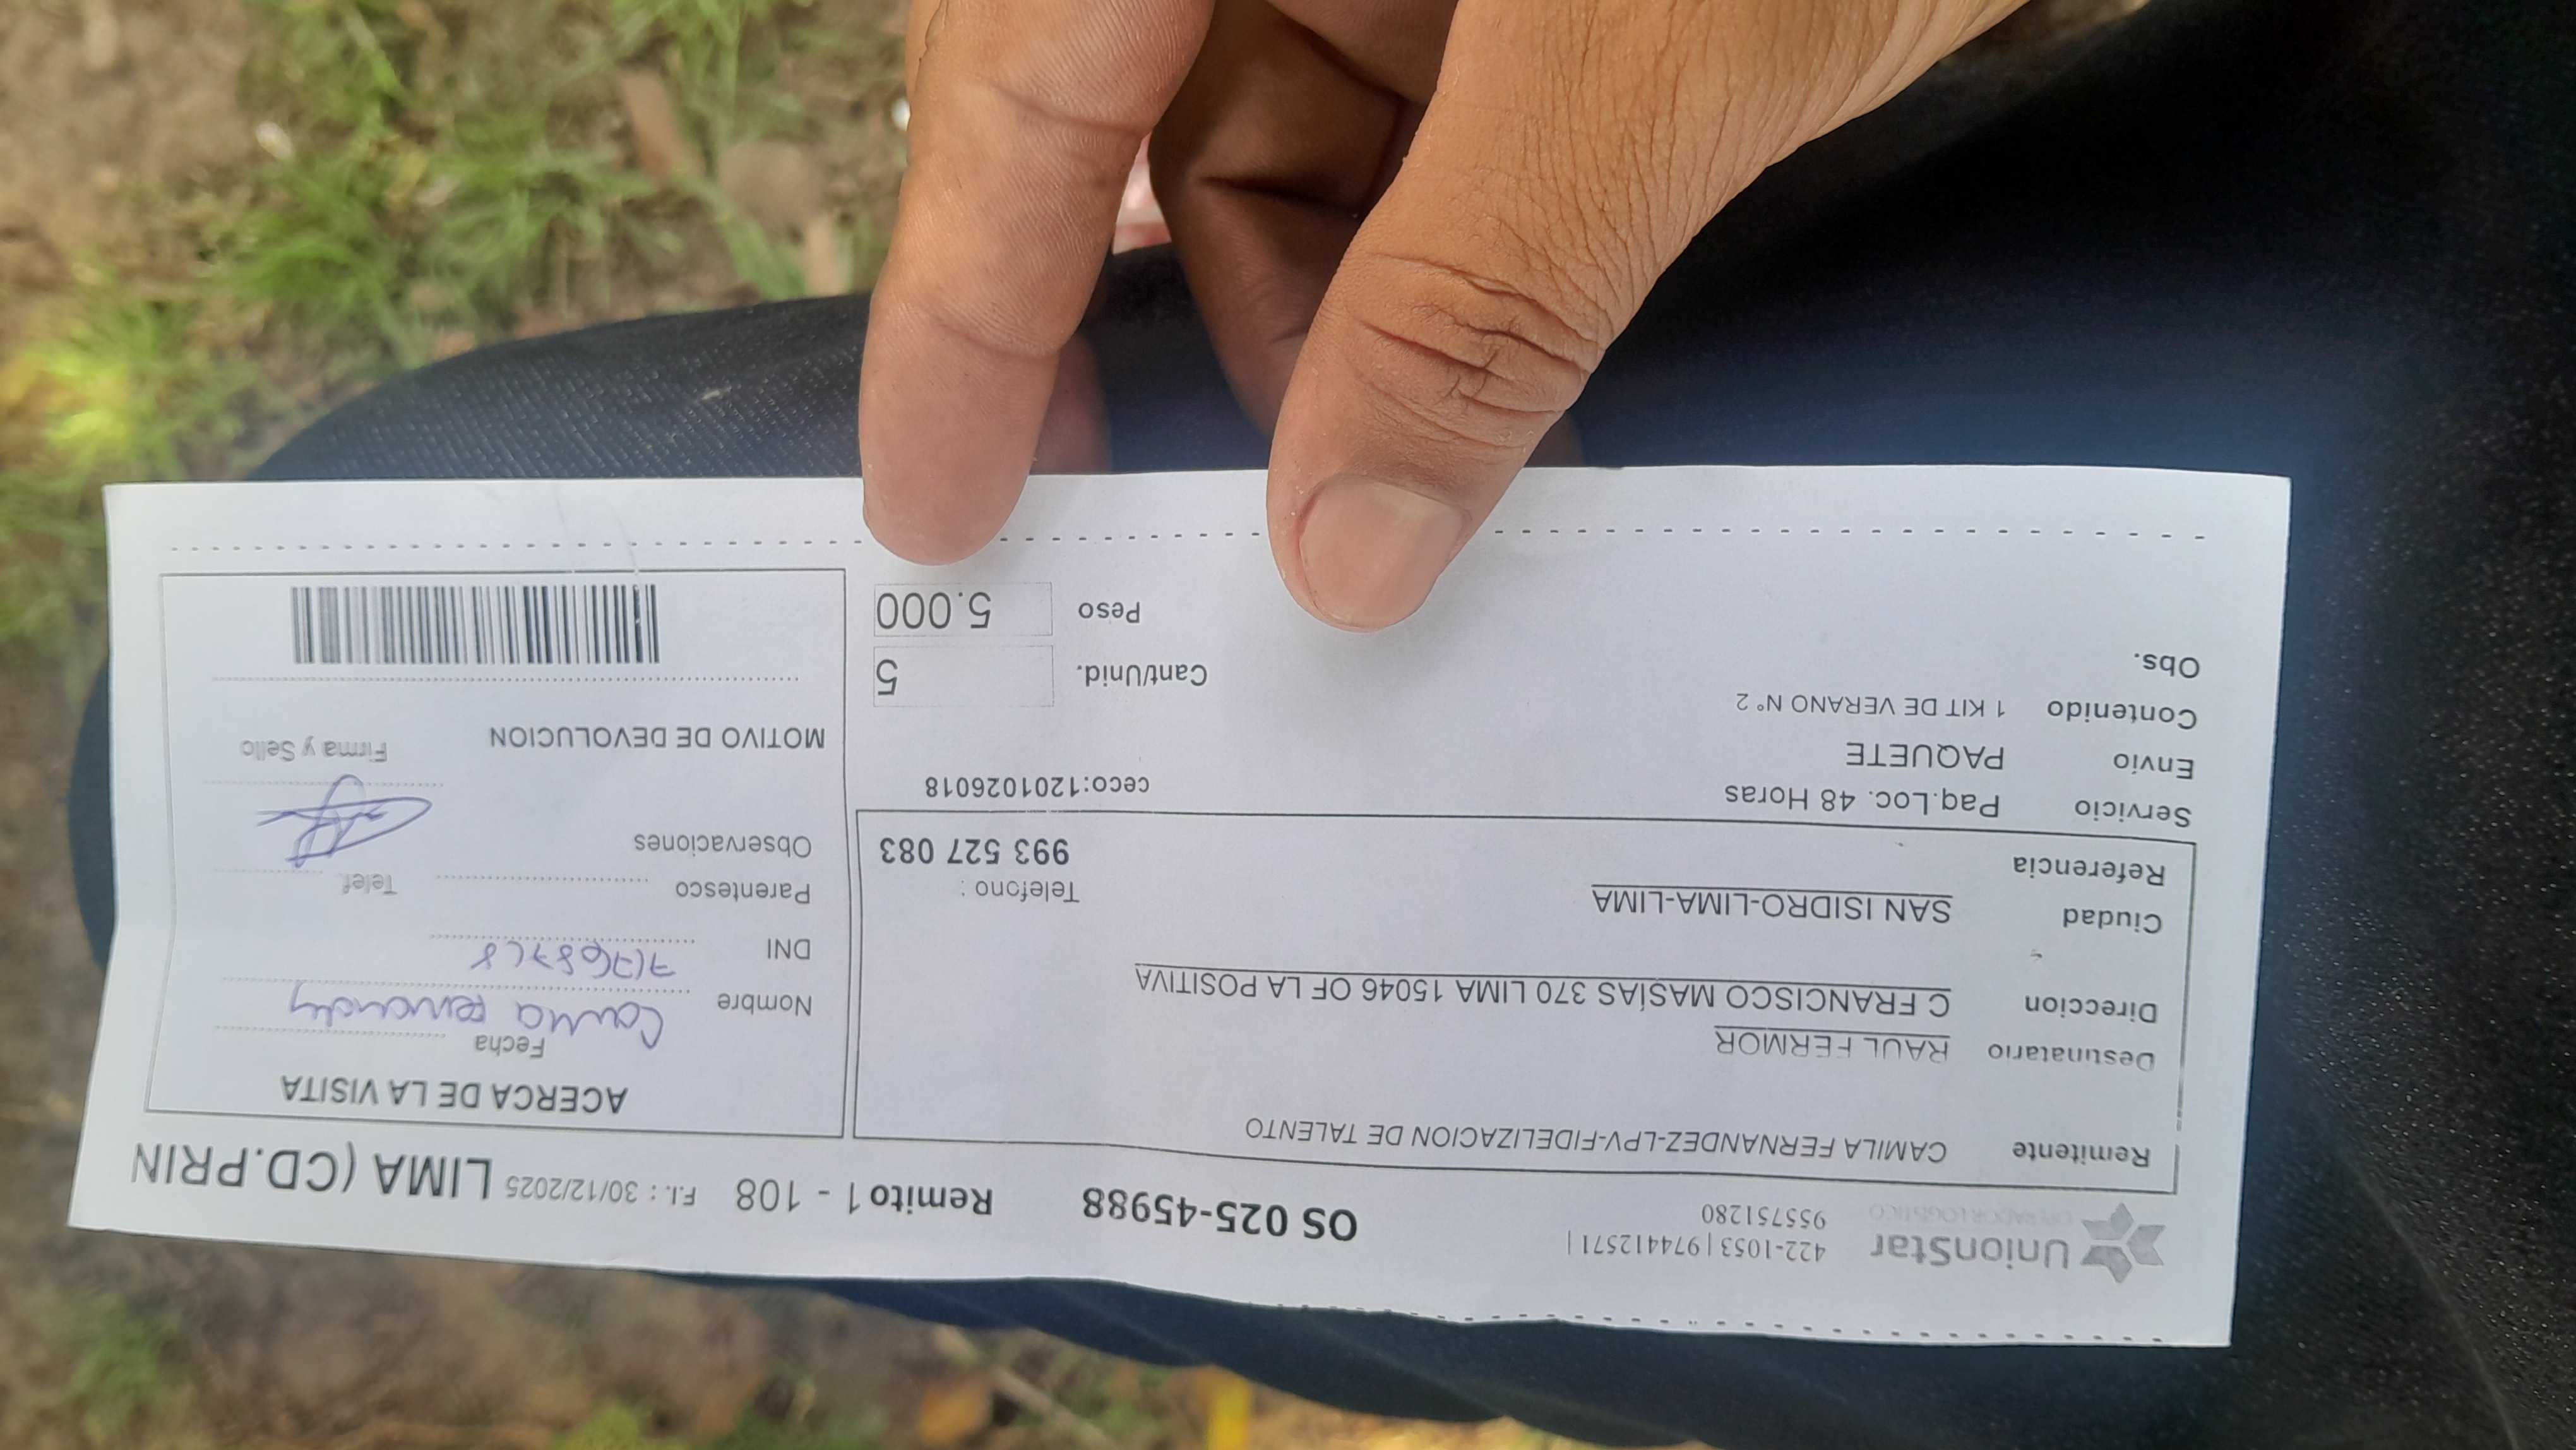 UnionStar
OPERADOR LOGISTICO
422-1053 | 974412571 |
955751280
OS 025-45988
Remito 1 - 108 F.I. : 30/12/2025 LIMA (CD.PRIN
Remitente CAMILA FERNANDEZ-LPV-FIDELIZACION DE TALENTO
Destinatario RAUL FERMOR
Direccion C FRANCISCO MASÍAS 370 LIMA 15046 OF LA POSITIVA
Ciudad SAN ISIDRO-LIMA-LIMA
Telefono :
Referencia 993 527 083
Servicio Paq.Loc. 48 Horas ceco:1201026018
Envio PAQUETE
Contenido 1 KIT DE VERANO N° 2
Obs.
Cant/Unid. 5
Peso 5.000
ACERCA DE LA VISITA
Fecha
Nombre Camila Fernandez
DNI
Parentesco Telef.
Observaciones
Firma y Sello
MOTIVO DE DEVOLUCION